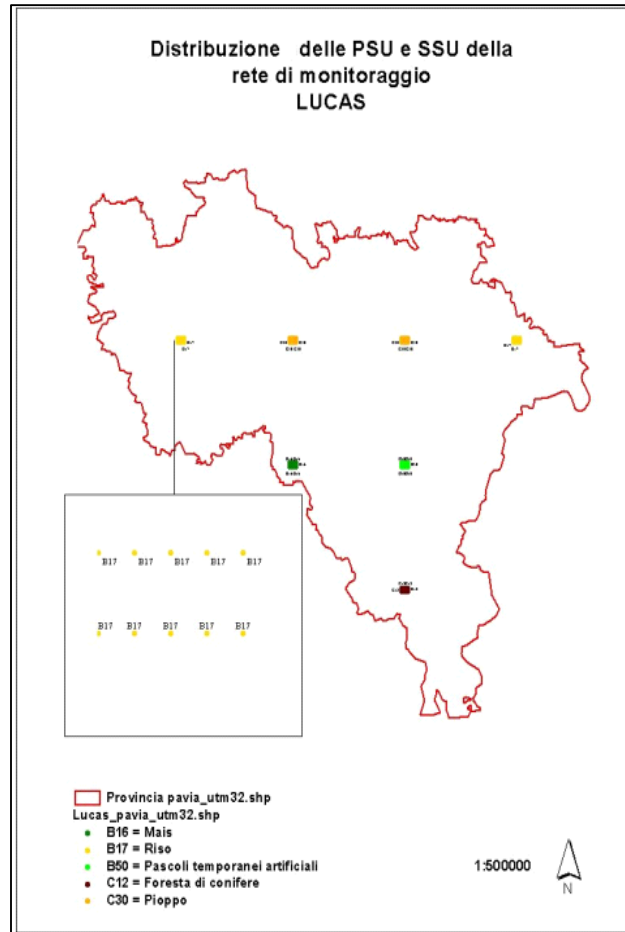 Distribuzione delle PSU e SSU della
rete di monitoraggio
LUCAS
B17 B17 B17 B17 B17
B17 B17 B17 B17 B17
Provincia pavia_utm32.shp
Lucas_pavia_utm32.shp
B16 = Mais
B17 = Riso
B50 = Pascoli temporanei artificiali
C12 = Foresta di conifere
C30 = Pioppo
1:500000
N